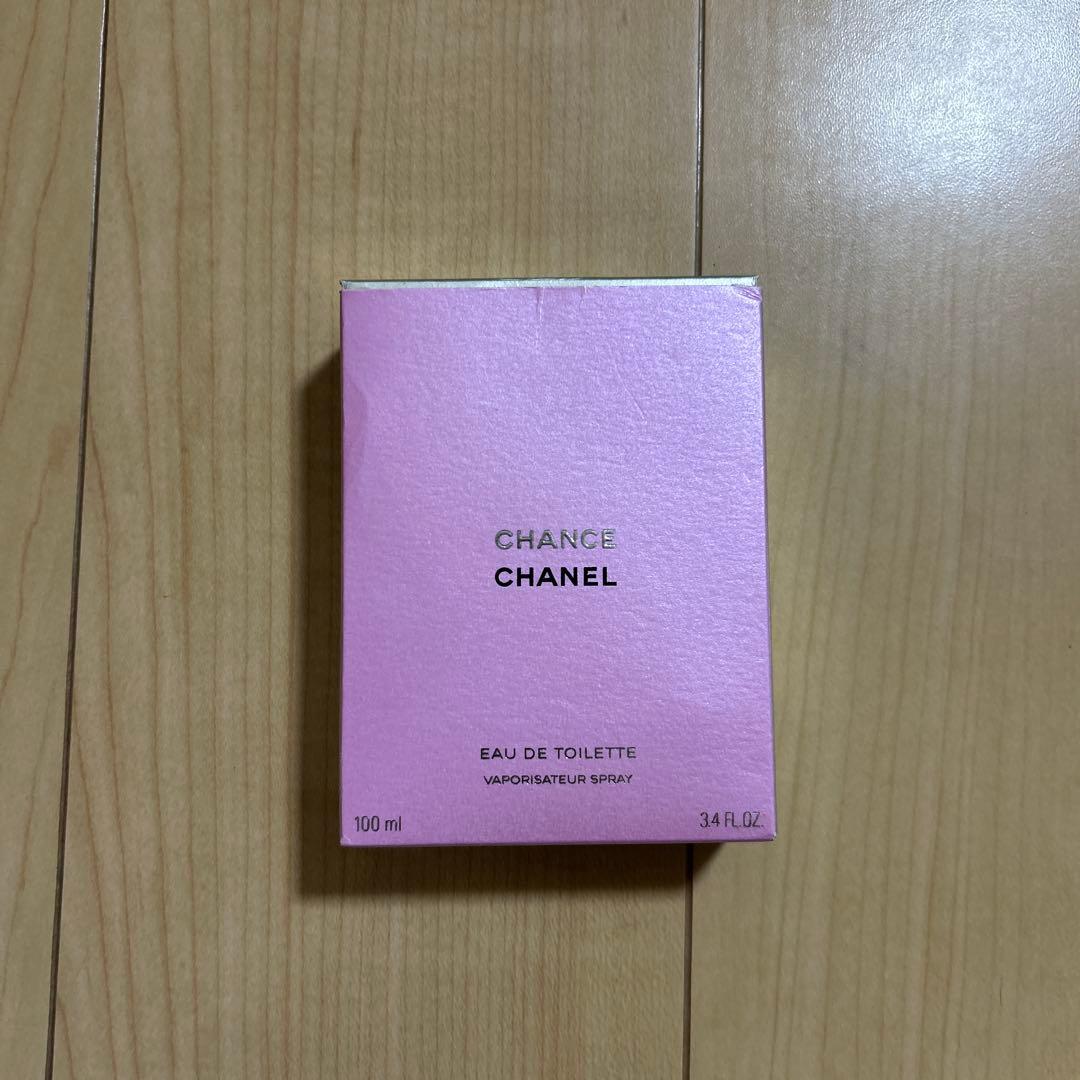 CHANCE
CHANEL
EAU DE TOILETTE
VAPORISATEUR SPRAY
100 ml 3.4 FL.OZ.